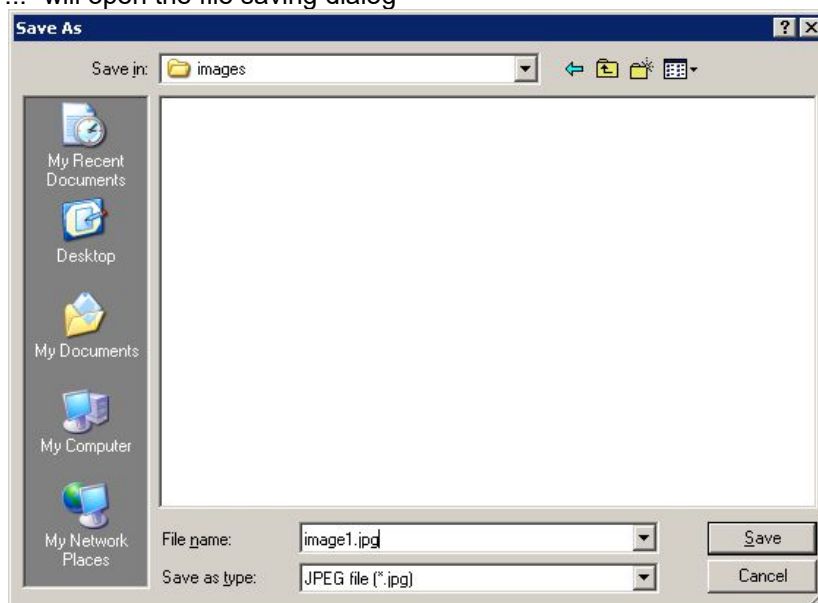 ..." will open the file saving dialog
Save As
Save in:
images
My Recent
Documents
Desktop
My Documents
My Computer
My Network
Places
File name:
image1.jpg
Save
Save as type:
JPEG file (*.jpg)
Cancel